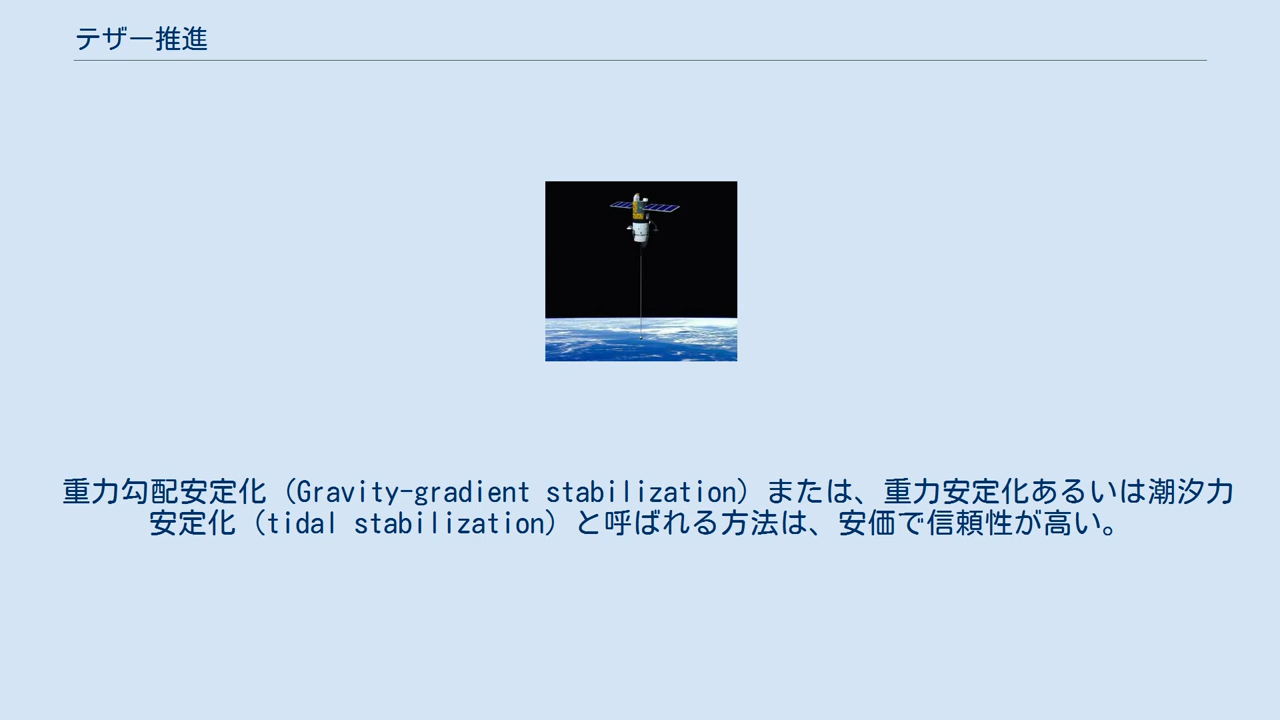 テザー推進
重力勾配安定化（Gravity-gradient stabilization）または、重力安定化あるいは潮汐力
安定化（tidal stabilization）と呼ばれる方法は、安価で信頼性が高い。